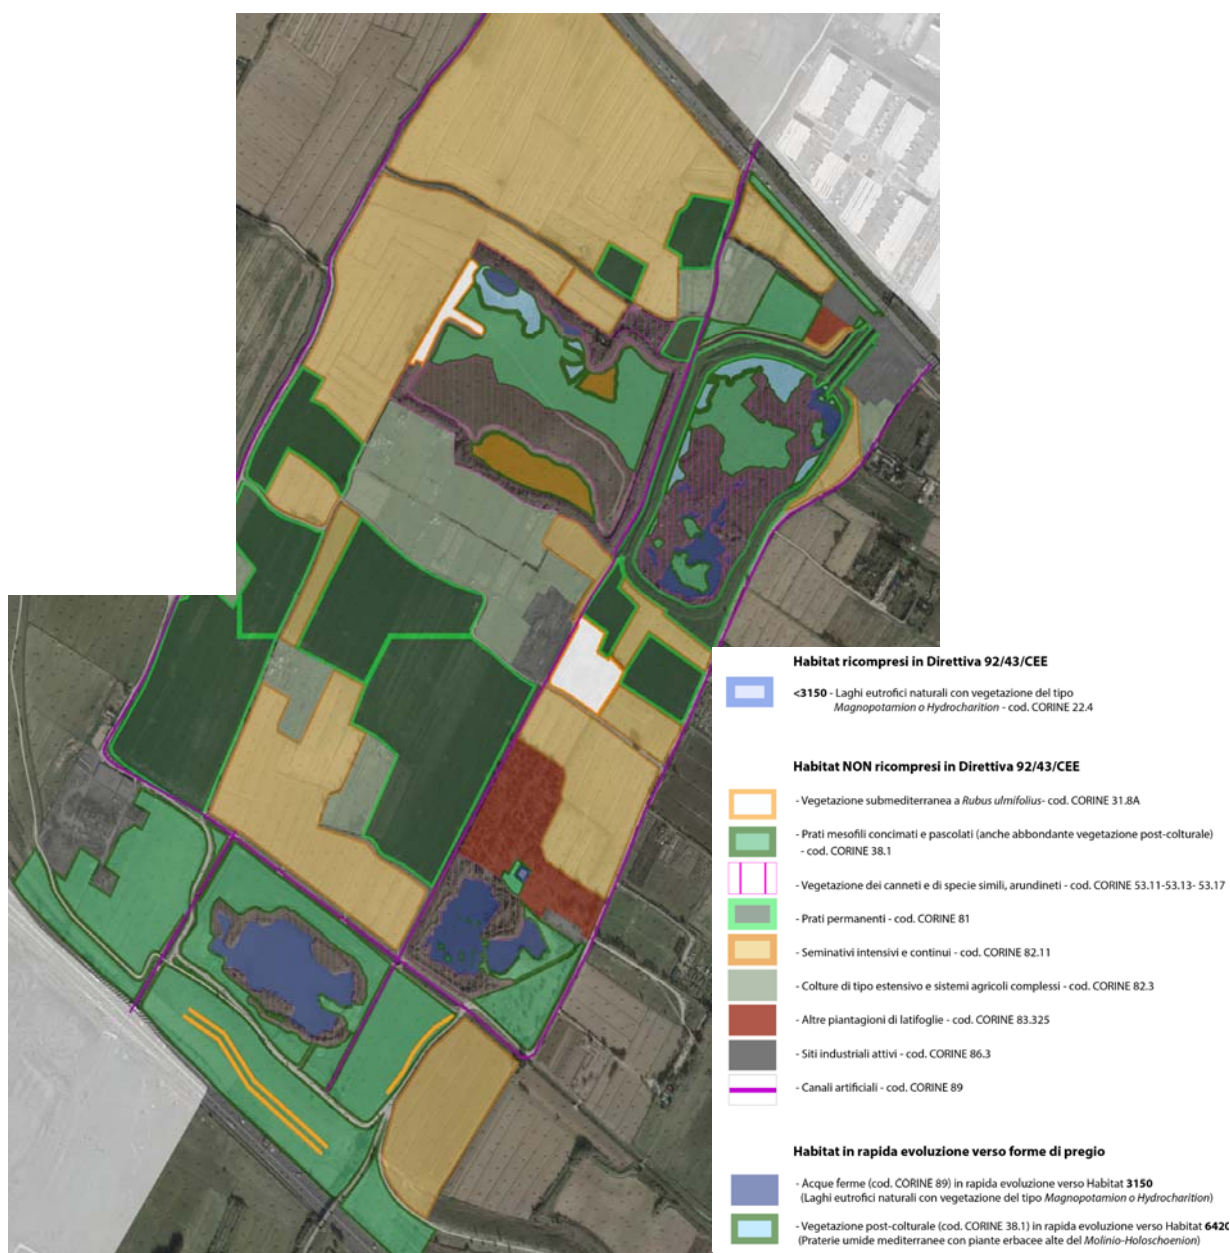 Habitat ricompresi in Direttiva 92/43/CEE
<3150 - Laghi eutrofici naturali con vegetazione del tipo
Magnopotamion o Hydrocharition - cod. CORINE 22.4
Habitat NON ricompresi in Direttiva 92/43/CEE
- Vegetazione submediterranea a Rubus ulmifolius- cod. CORINE 31.8A
- Prati mesofili concimati e pascolati (anche abbondante vegetazione post-colturale)
- cod. CORINE 38.1
- Vegetazione dei canneti e di specie simili, arundineti - cod. CORINE 53.11-53.13- 53.17
- Prati permanenti - cod. CORINE 81
- Seminativi intensivi e continui - cod. CORINE 82.11
- Colture di tipo estensivo e sistemi agricoli complessi - cod. CORINE 82.3
- Altre piantagioni di latifoglie - cod. CORINE 83.325
- Siti industriali attivi - cod. CORINE 86.3
- Canali artificiali - cod. CORINE 89
Habitat in rapida evoluzione verso forme di pregio
- Acque ferme (cod. CORINE 89) in rapida evoluzione verso Habitat 3150
(Laghi eutrofici naturali con vegetazione del tipo Magnopotamion o Hydrocharition)
- Vegetazione post-colturale (cod. CORINE 38.1) in rapida evoluzione verso Habitat 6420
(Praterie umide mediterranee con piante erbacee alte del Molinio-Holoschoenion)